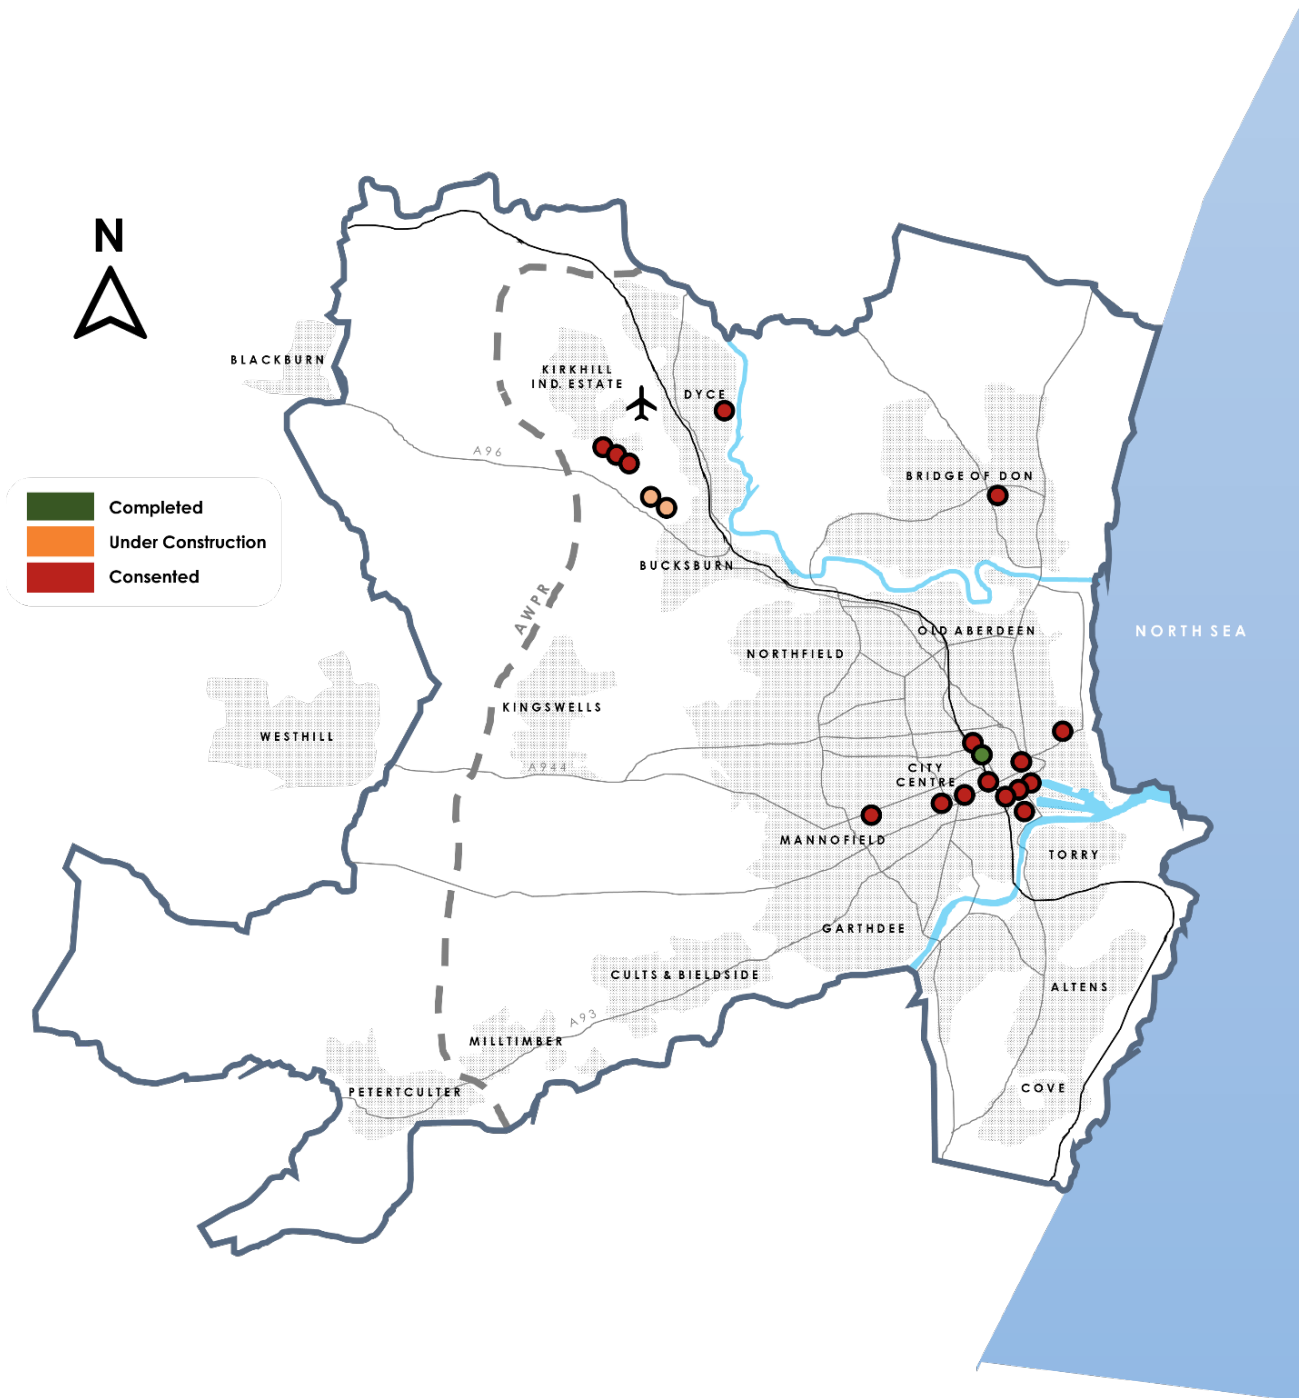 N
BLACKBURN
KIRKHILL
IND. ESTATE
DYCE
A96
BRIDGE OF DON
Completed
Under Construction
Consented
BUCKSBURN
AWPR
OLD ABERDEEN
NORTH SEA
NORTHFIELD
KINGSWELLS
WESTHILL
A944
CITY
CENTRE
MANNOFIELD
TORRY
GARTHDEE
CULTS & BIELDSIDE
ALTENS
A93
MILLTIMBER
PETERTCULTER
COVE